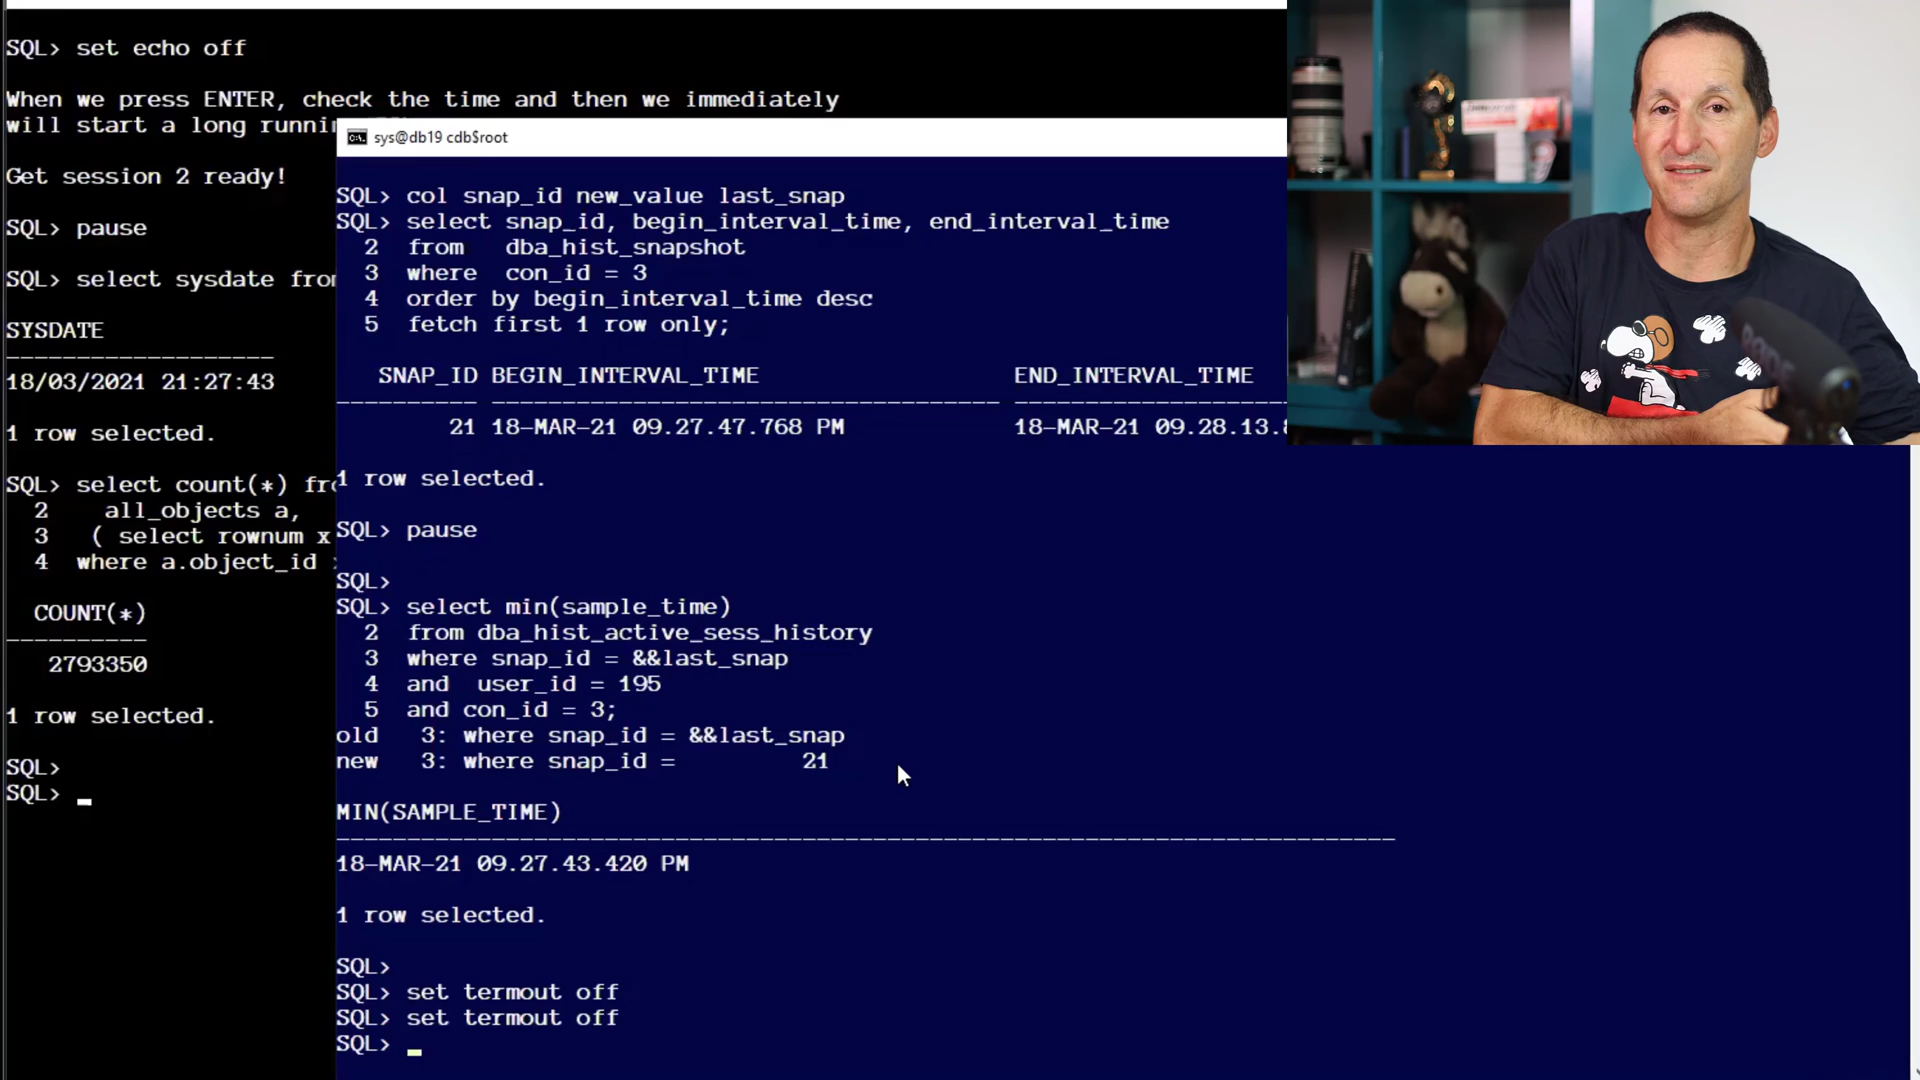 SQL> set echo off
When we press ENTER, check the time and then we immediately
will start a long runnin
Get session 2 ready!
SQL> pause
SQL> select sysdate from
SYSDATE
-------------------
18/03/2021 21:27:43
1 row selected.
SQL> select count(*) fro
2 all_objects a,
3 ( select rownum x
4 where a.object_id
COUNT(*)
----------
2793350
1 row selected.
SQL>
SQL>
sys@db19 cdb$root
SQL> col snap_id new_value last_snap
SQL> select snap_id, begin_interval_time, end_interval_time
2 from dba_hist_snapshot
3 where con_id = 3
4 order by begin_interval_time desc
5 fetch first 1 row only;
SNAP_ID BEGIN_INTERVAL_TIME END_INTERVAL_TIME
21 18-MAR-21 09.27.47.768 PM 18-MAR-21 09.28.13.8
1 row selected.
SQL> pause
SQL>
SQL> select min(sample_time)
2 from dba_hist_active_sess_history
3 where snap_id = &&last_snap
4 and user_id = 195
5 and con_id = 3;
old 3: where snap_id = &&last_snap
new 3: where snap_id = 21
MIN(SAMPLE_TIME)
18-MAR-21 09.27.43.420 PM
1 row selected.
SQL>
SQL> set termout off
SQL> set termout off
SQL>